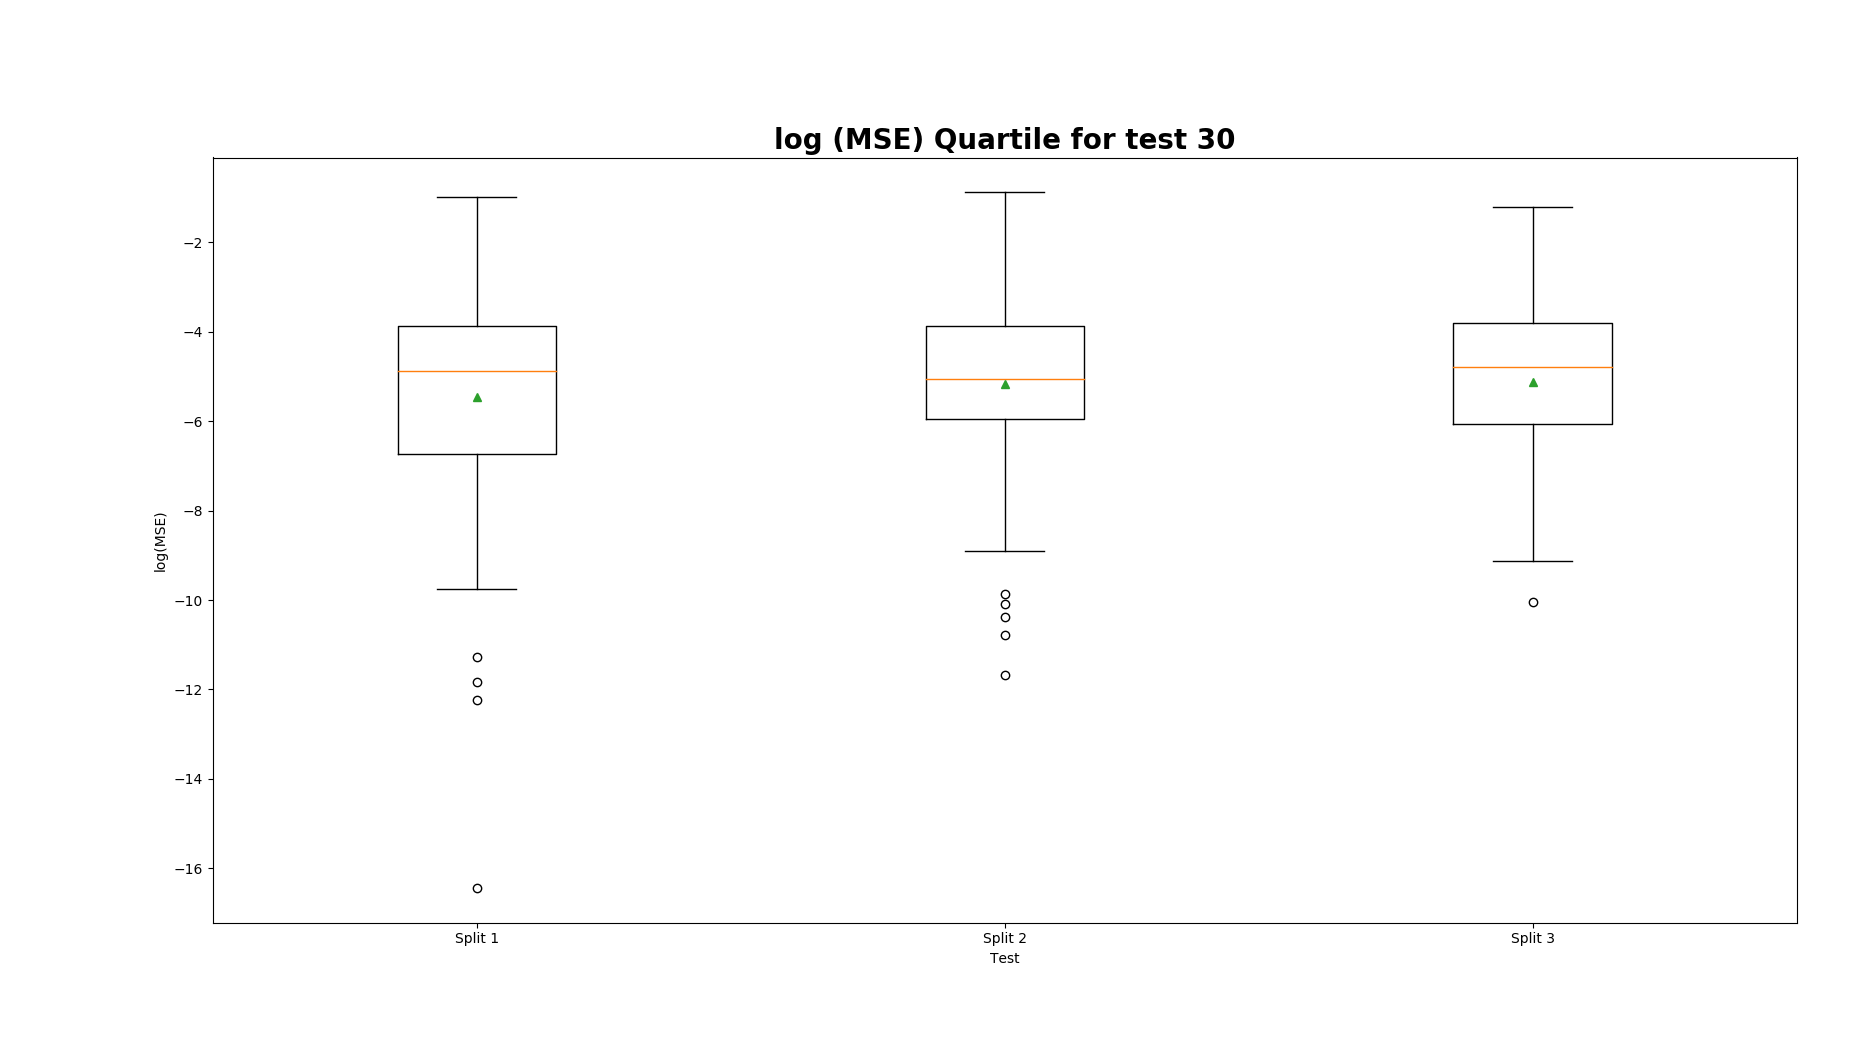 log (MSE) Quartile for test 30
−2
−4
−6
−8
log(MSE)
−10
−12
−14
−16
Split 1
Split 2
Split 3
Test